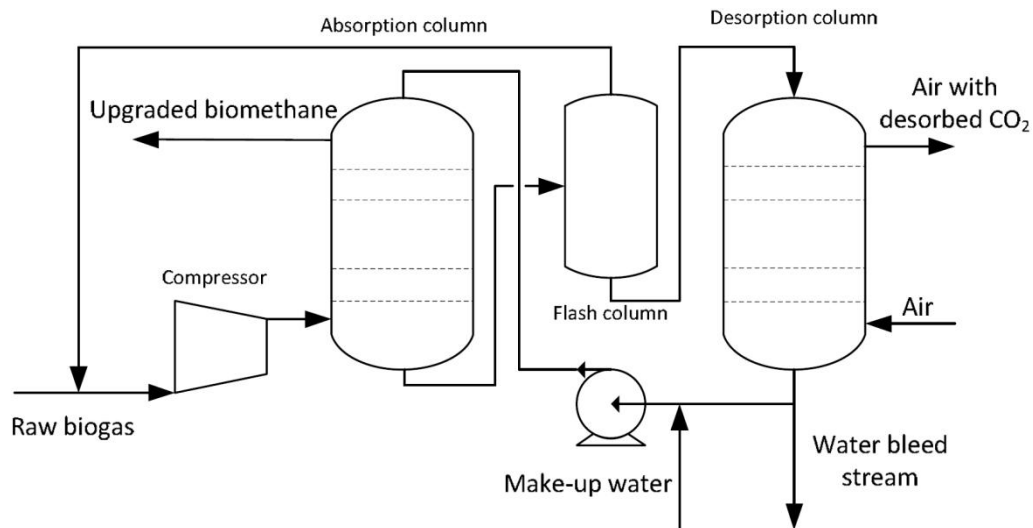 Absorption column
Desorption column
Upgraded biomethane
Air with
desorbed CO₂
Compressor
Flash column
Air
Raw biogas
Make-up water
Water bleed
stream